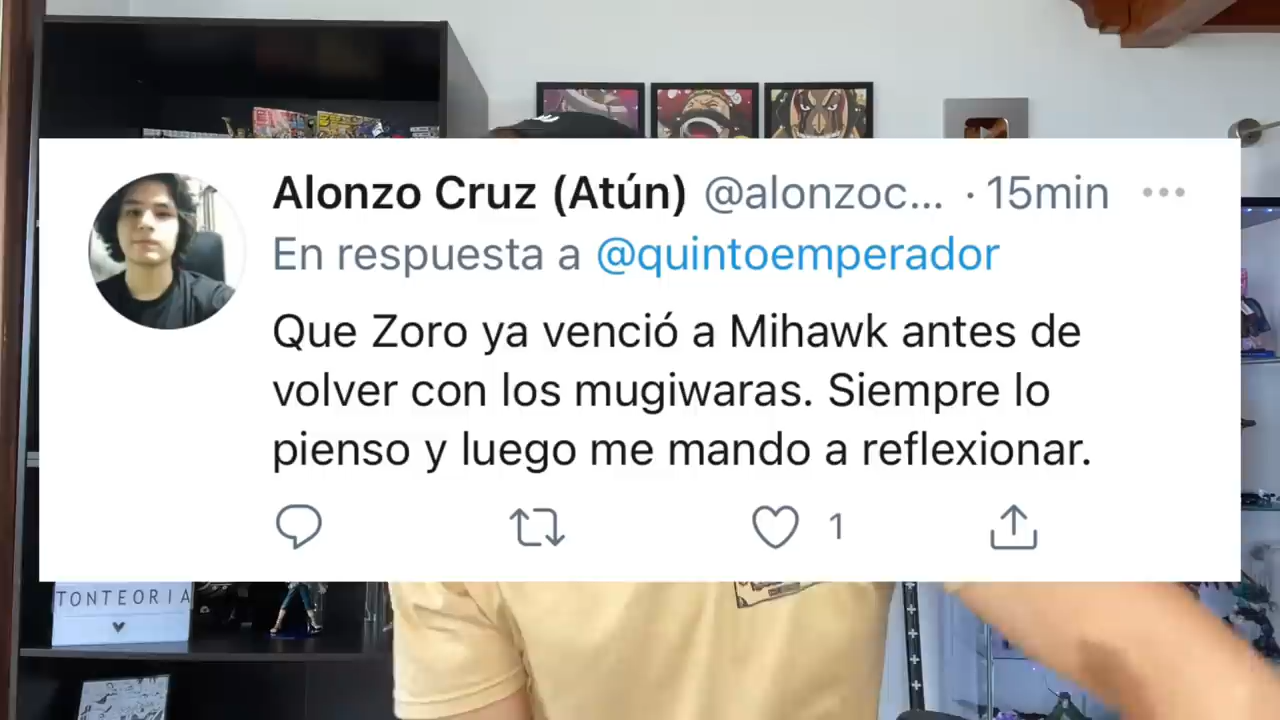 Alonzo Cruz (Atún) @alonzoc... · 15min
En respuesta a @quintoemperador
Que Zoro ya venció a Mihawk antes de
volver con los mugiwaras. Siempre lo
pienso y luego me mando a reflexionar.
1
TONTEORIA